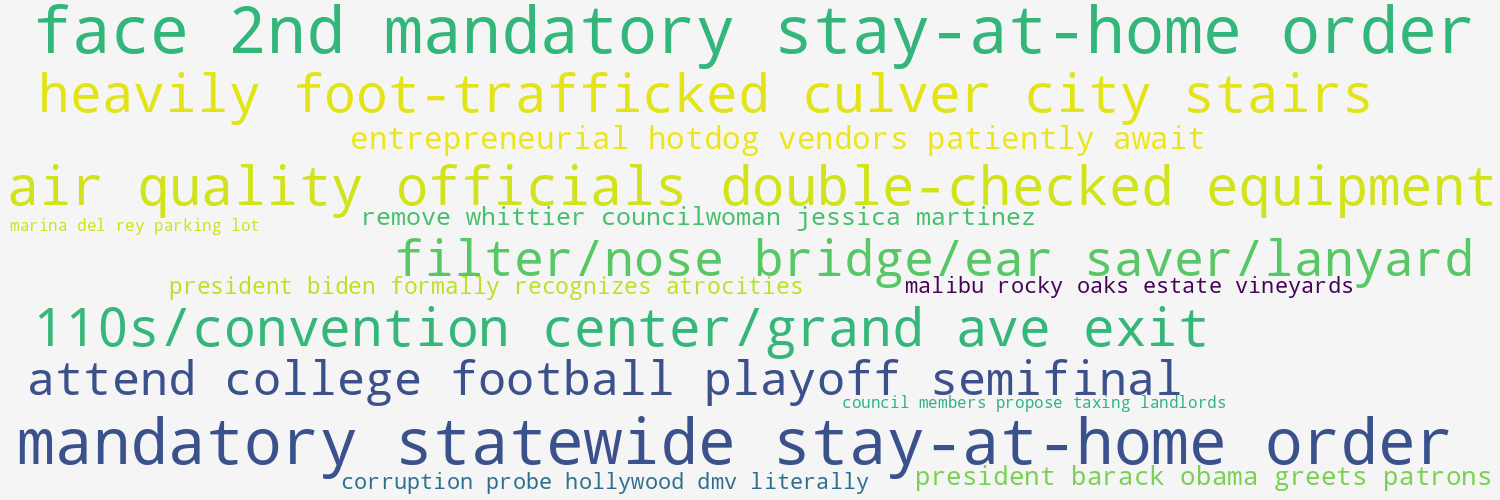 face 2nd mandatory stay-at-home order
heavily foot-trafficked culver city stairs
entrepreneurial hotdog vendors patiently await
air quality officials double-checked equipment
remove whittier councilwoman jessica martinez
marina del rey parking lot
filter/nose bridge/ear saver/lanyard
president biden formally recognizes atrocities
malibu rocky oaks estate vineyards
110s/convention center/grand ave exit
attend college football playoff semifinal
council members propose taxing landlords
mandatory statewide stay-at-home order
president barack obama greets patrons
corruption probe hollywood dmv literally